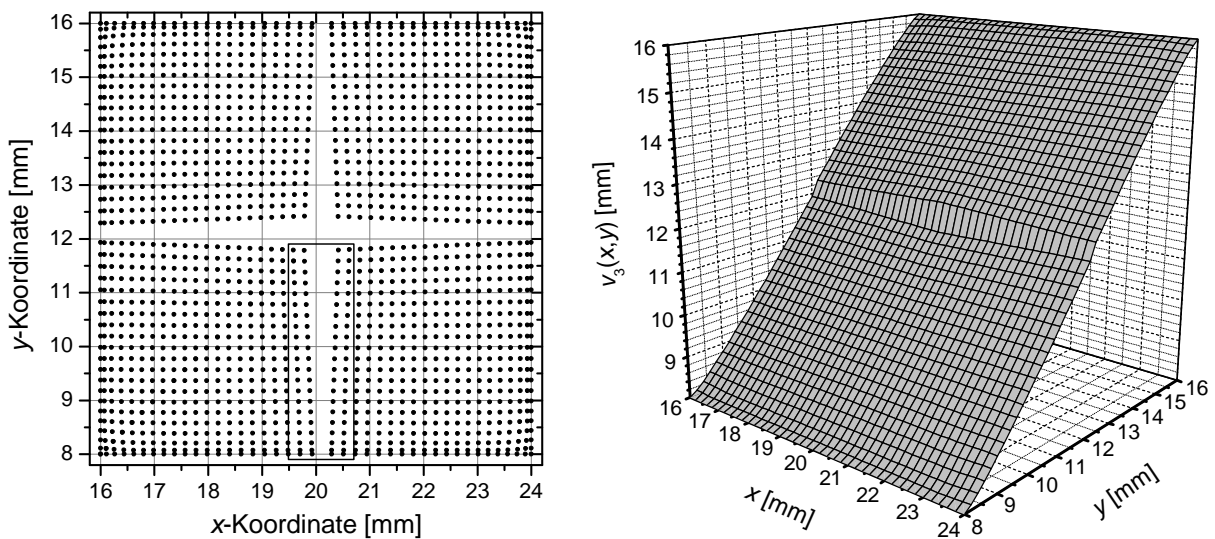 16
15
14
13
12
11
10
9
8
y-Koordinate [mm]
16 17 18 19 20 21 22 23 24
x-Koordinate [mm]
16
15
14
13
12
11
10
9
v3(x,y) [mm]
16 17 18 19 20 21 22 23 24
x [mm]
8 9 10 11 12 13 14 15 16
y [mm]